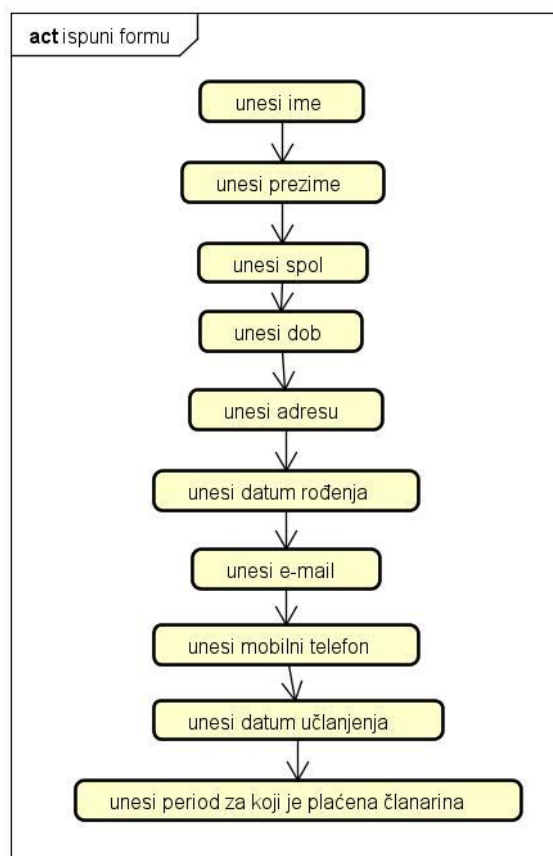 act ispuni formu
unesi ime
unesi prezime
unesi spol
unesi dob
unesi adresu
unesi datum rođenja
unesi e-mail
unesi mobilni telefon
unesi datum učlanjenja
unesi period za koji je plaćena članarina